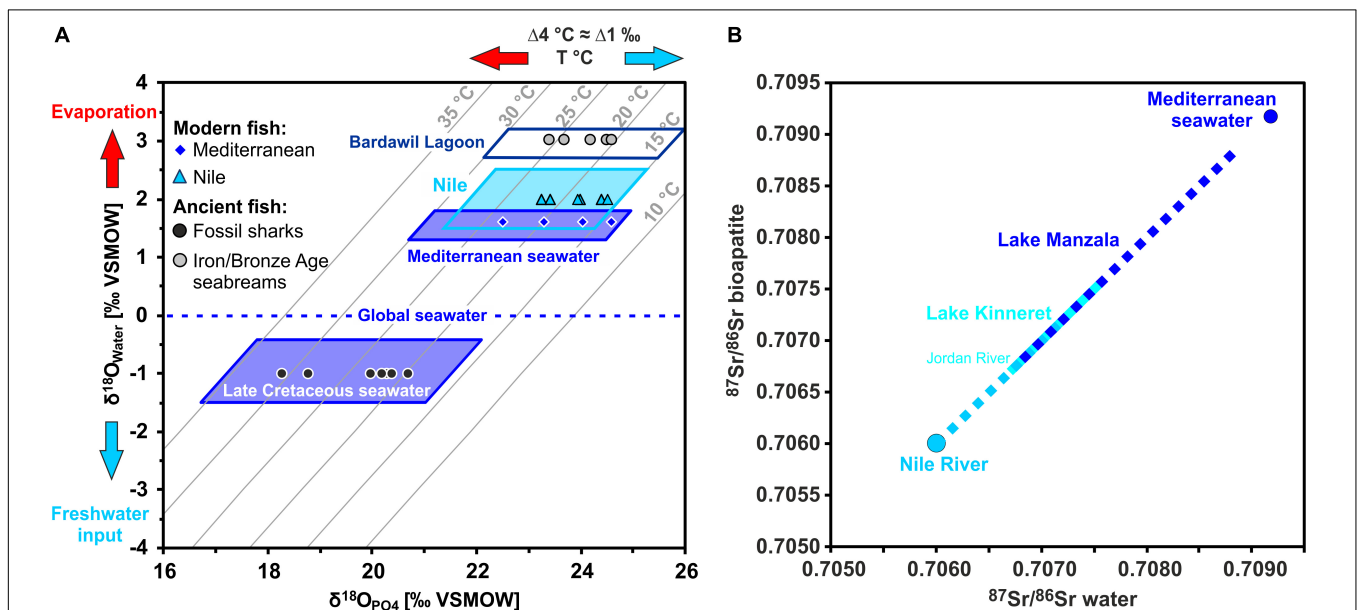 A
Δ4 °C ≈ Δ1 ‰
T °C
4
3
2
1
0
-1
-2
-3
-4
Evaporation
δ18OWater [‰ VSMOW]
Freshwater
input
Modern fish:
Mediterranean
Nile
Ancient fish:
Fossil sharks
Iron/Bronze Age
seabreams
35 °C
30 °C
25 °C
20 °C
15 °C
10 °C
Bardawil Lagoon
Nile
Mediterranean seawater
Global seawater
Late Cretaceous seawater
16
18
20
22
24
26
δ18OPO4 [‰ VSMOW]
B
0.7095
0.7090
0.7085
0.7080
0.7075
0.7070
0.7065
0.7060
0.7055
0.7050
87Sr/86Sr bioapatite
Mediterranean
seawater
Lake Manzala
Lake Kinneret
Jordan River
Nile River
0.7050
0.7060
0.7070
0.7080
0.7090
87Sr/86Sr water